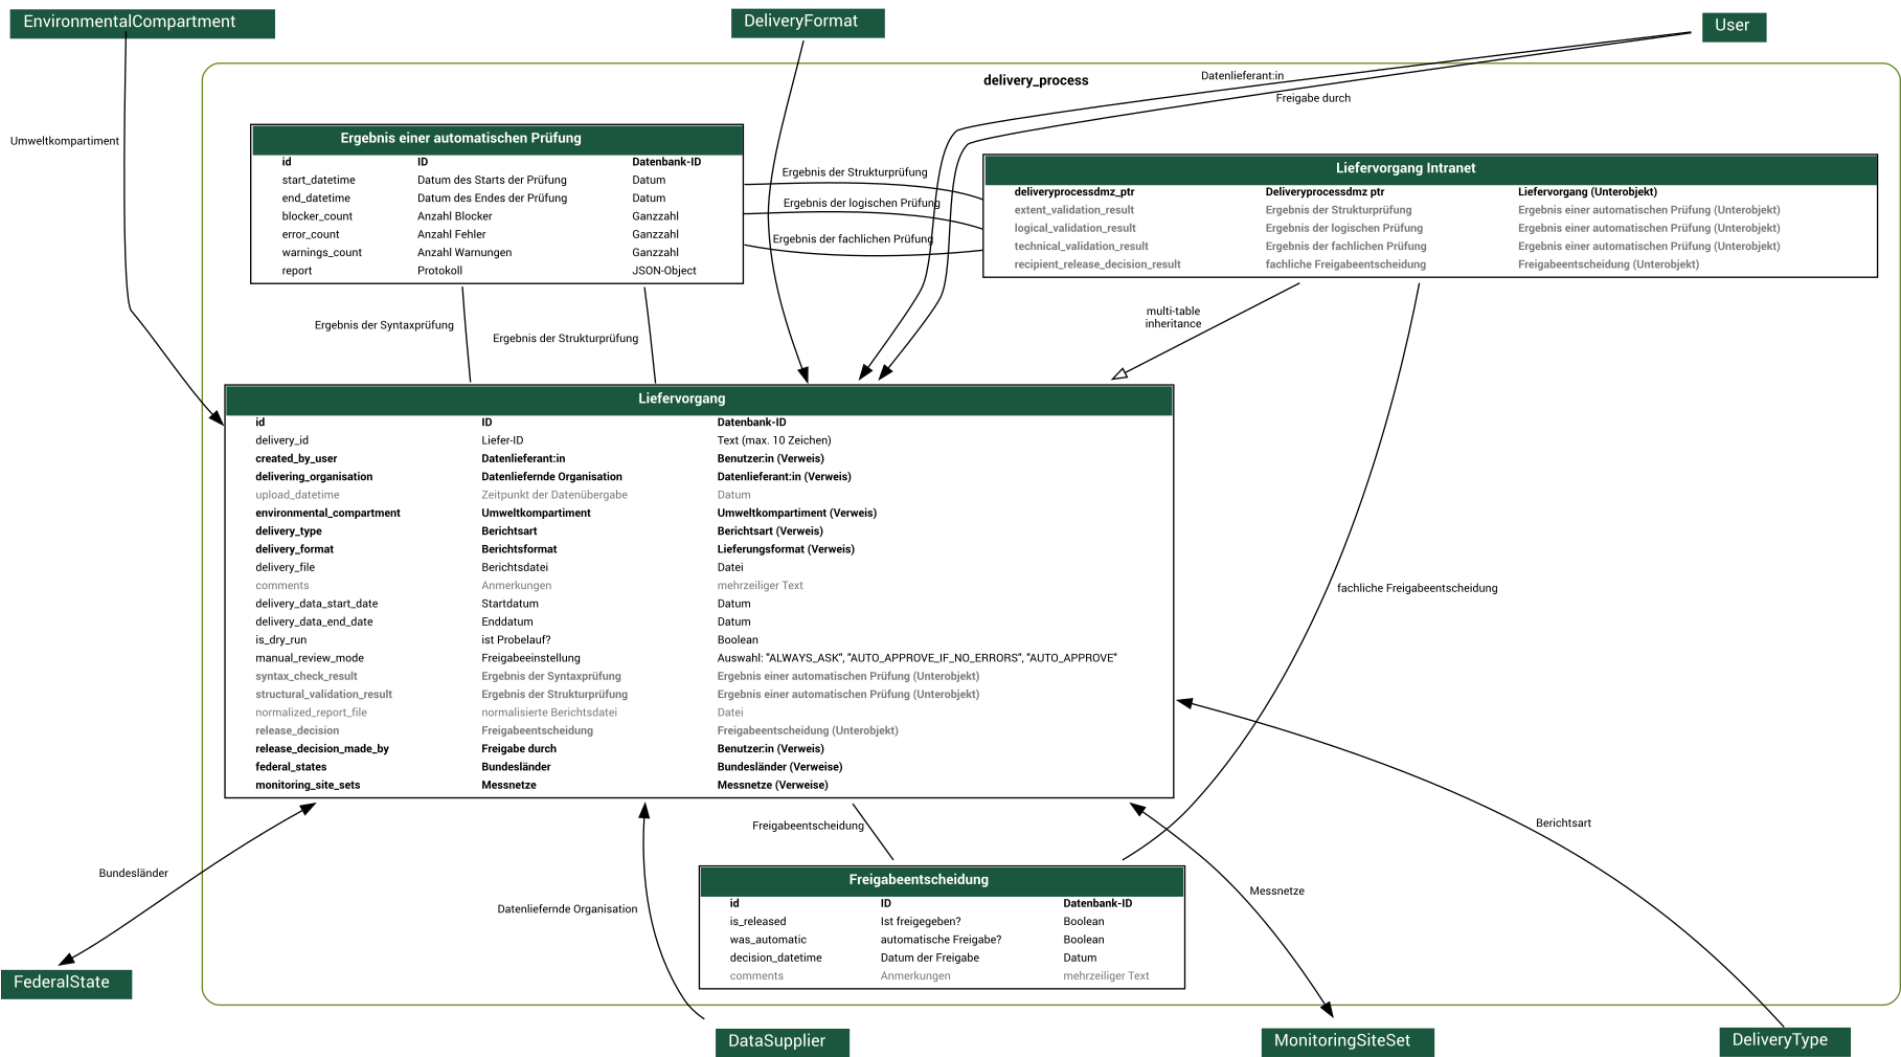 EnvironmentalCompartment
DeliveryFormat
User
delivery_process
Datenlieferant:in
Freigabe durch
Umweltkompartiment
Ergebnis einer automatischen Prüfung
id ID Datenbank-ID
start_datetime Datum des Starts der Prüfung Datum
end_datetime Datum des Endes der Prüfung Datum
blocker_count Anzahl Blocker Ganzzahl
error_count Anzahl Fehler Ganzzahl
warnings_count Anzahl Warnungen Ganzzahl
report Protokoll JSON-Object
Ergebnis der Strukturprüfung
Ergebnis der logischen Prüfung
Ergebnis der fachlichen Prüfung
Liefervorgang Intranet
deliveryprocessdmz_ptr Deliveryprocessdmz ptr Liefervorgang (Unterobjekt)
extent_validation_result Ergebnis der Strukturprüfung Ergebnis einer automatischen Prüfung (Unterobjekt)
logical_validation_result Ergebnis der logischen Prüfung Ergebnis einer automatischen Prüfung (Unterobjekt)
technical_validation_result Ergebnis der fachlichen Prüfung Ergebnis einer automatischen Prüfung (Unterobjekt)
recipient_release_decision_result fachliche Freigabeentscheidung Freigabeentscheidung (Unterobjekt)
Ergebnis der Syntaxprüfung
Ergebnis der Strukturprüfung
multi-table
inheritance
Liefervorgang
id ID Datenbank-ID
delivery_id Liefer-ID Text (max. 10 Zeichen)
created_by_user Datenlieferant:in Benutzer:in (Verweis)
delivering_organisation Datenliefernde Organisation Datenlieferant:in (Verweis)
upload_datetime Zeitpunkt der Datenübergabe Datum
environmental_compartment Umweltkompartiment Umweltkompartiment (Verweis)
delivery_type Berichtsart Berichtsart (Verweis)
delivery_format Berichtsformat Lieferungsformat (Verweis)
delivery_file Berichtsdatei Datei
comments Anmerkungen mehrzeiliger Text
delivery_data_start_date Startdatum Datum
delivery_data_end_date Enddatum Datum
is_dry_run ist Probelauf? Boolean
manual_review_mode Freigabeeinstellung Auswahl: "ALWAYS_ASK", "AUTO_APPROVE_IF_NO_ERRORS", "AUTO_APPROVE"
syntax_check_result Ergebnis der Syntaxprüfung Ergebnis einer automatischen Prüfung (Unterobjekt)
structural_validation_result Ergebnis der Strukturprüfung Ergebnis einer automatischen Prüfung (Unterobjekt)
normalized_report_file normalisierte Berichtsdatei Datei
release_decision Freigabeentscheidung Freigabeentscheidung (Unterobjekt)
release_decision_made_by Freigabe durch Benutzer:in (Verweis)
federal_states Bundesländer Bundesländer (Verweise)
monitoring_site_sets Messnetze Messnetze (Verweise)
fachliche Freigabeentscheidung
Freigabeentscheidung
Berichtsart
Bundesländer
Datenliefernde Organisation
Messnetze
Freigabeentscheidung
id ID Datenbank-ID
is_released Ist freigegeben? Boolean
was_automatic automatische Freigabe? Boolean
decision_datetime Datum der Freigabe Datum
comments Anmerkungen mehrzeiliger Text
FederalState
DataSupplier
MonitoringSiteSet
DeliveryType